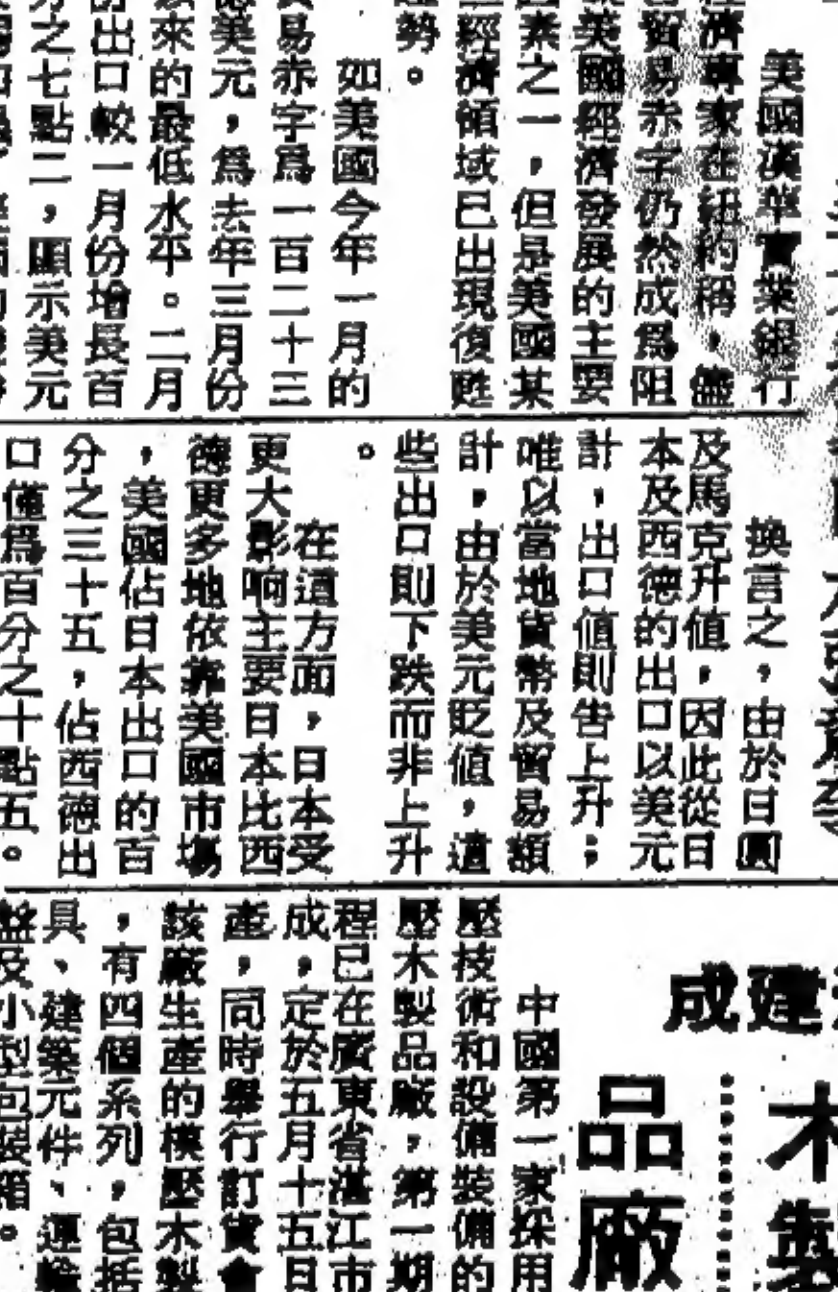 美國漢華實業銀行
經濟專家在紐約稱，儘
貿易赤字仍然成爲阻
美國經濟發展的主要
素之一，但是美國某
經濟領域已出現復甦
勢。
如美國今年一月的
易赤字爲一百二十三
美元，爲去年三月份
來的最低水平。二月
出口較一月份增長百
之七點二，顯示美元
換言之，由於日圓
及馬克升值，因此從日
本及西德的出口以美元
計，出口值則告上升；
唯以當地貨幣及貿易額
計，由於美元貶值，這
些出口則下跌而非上升
。
在這方面，日本受
更大影响主要日本比西
德更多地依靠美國市場
，美國佔日本出口的百
分之三十五，佔西德出
口僅爲百分之十點五。
建成
木製
品廠
中國第一家採用
壓技術和設備裝備的
壓木製品廠，第一期
程已在廣東省湛江市
成，定於五月十五日
產，同時舉行訂貨會
該廠生產的模壓木製
，有四個系列，包括
具、建築元件、運輸
盤及小型包裝箱。